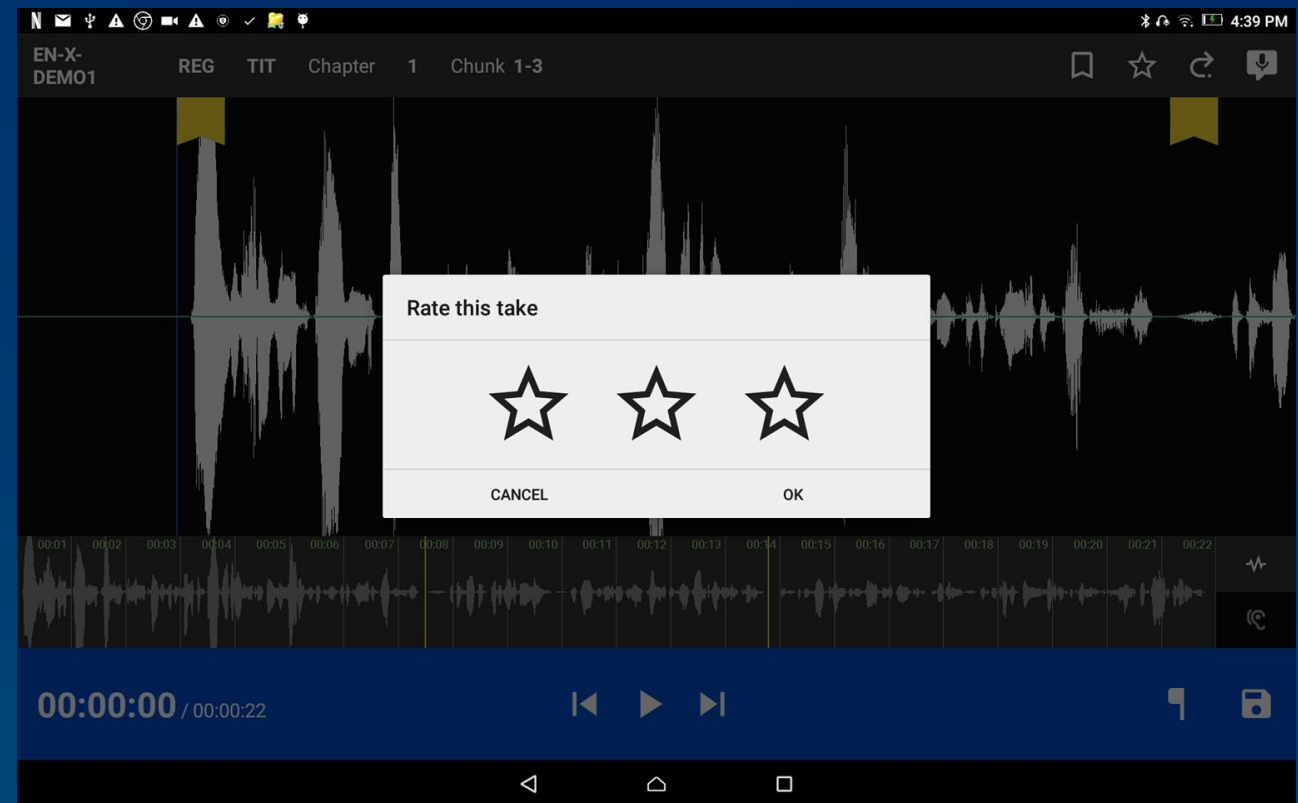 N 4:39 PM
EN-X-
DEMO1
REG TIT Chapter 1 Chunk 1-3
Rate this take
CANCEL OK
00:01 00:02 00:03 00:04 00:05 00:06 00:07 00:08 00:09 00:10 00:11 00:12 00:13 00:14 00:15 00:16 00:17 00:18 00:19 00:20 00:21 00:22
00:00:00 / 00:00:22